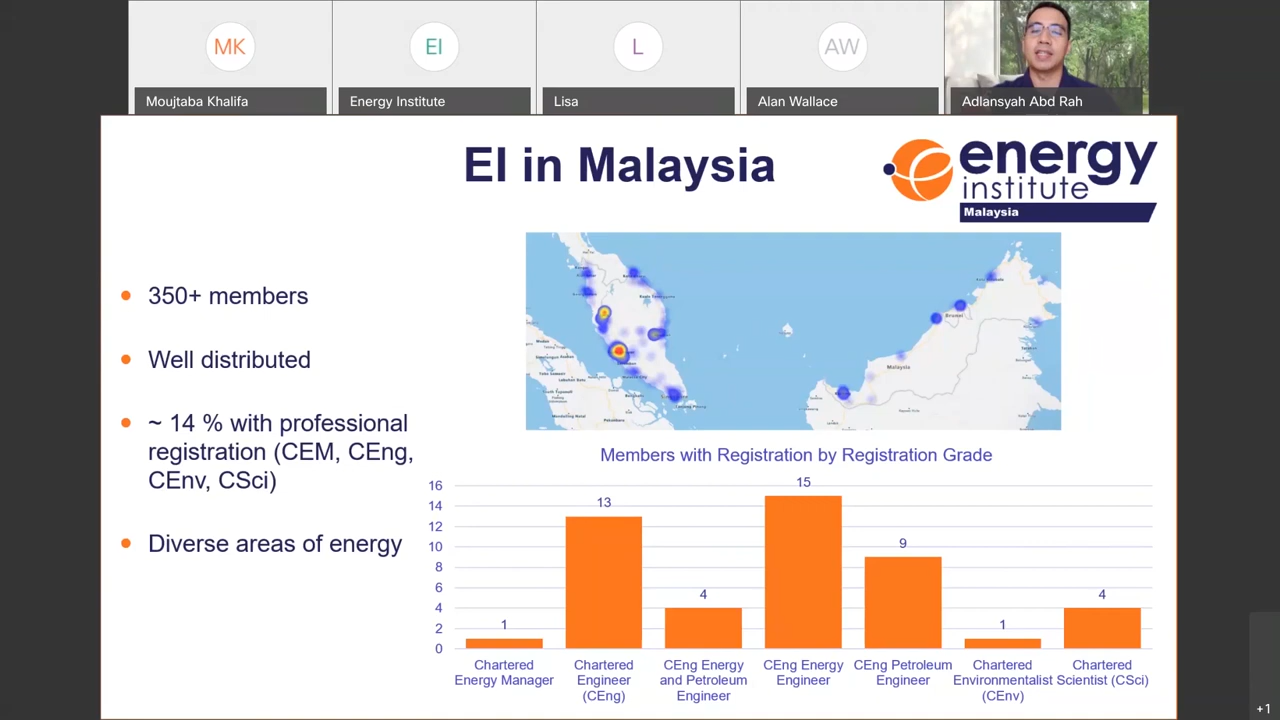 MK
EI
L
AW
Moujtaba Khalifa
Energy Institute
Lisa
Alan Wallace
Adlansyah Abd Rah
EI in Malaysia
energy
institute
Malaysia
• 350+ members
• Well distributed
• ~ 14 % with professional
registration (CEM, CEng,
CEnv, CSci)
• Diverse areas of energy
Brunei
Malaysia
Pekanbaru
Members with Registration by Registration Grade
16
14
12
10
8
6
4
2
0
1
13
4
15
9
1
4
Chartered
Energy Manager
Chartered
Engineer
(CEng)
CEng Energy
and Petroleum
Engineer
CEng Energy
Engineer
CEng Petroleum
Engineer
Chartered
Environmentalist
(CEnv)
Chartered
Scientist (CSci)
+1